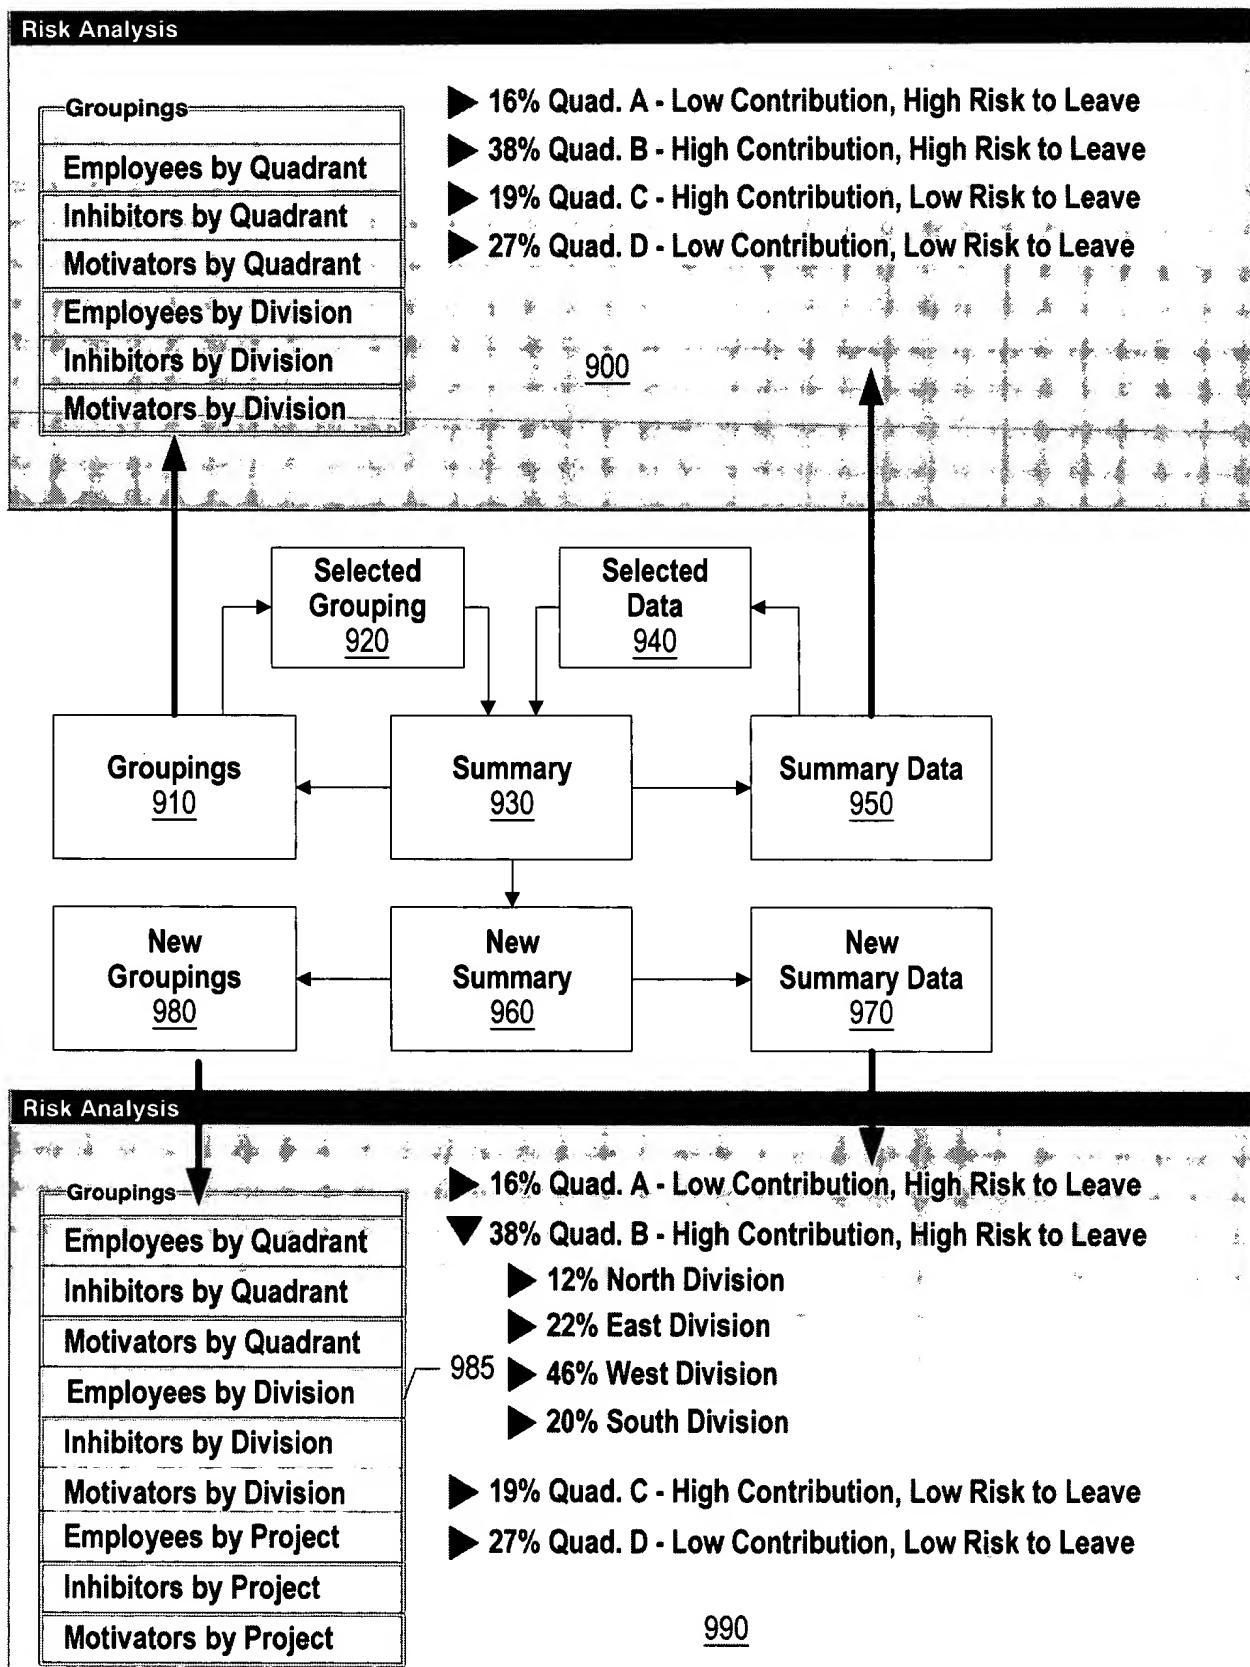 Risk Analysis
Groupings
Employees by Quadrant
Inhibitors by Quadrant
Motivators by Quadrant
Employees by Division
Inhibitors by Division
Motivators by Division
16% Quad. A - Low Contribution, High Risk to Leave
38% Quad. B - High Contribution, High Risk to Leave
19% Quad. C - High Contribution, Low Risk to Leave
27% Quad. D - Low Contribution, Low Risk to Leave
900
Selected
Grouping
920
Selected
Data
940
Groupings
910
Summary
930
Summary Data
950
New
Groupings
980
New
Summary
960
New
Summary Data
970
Risk Analysis
Groupings
Employees by Quadrant
Inhibitors by Quadrant
Motivators by Quadrant
Employees by Division
Inhibitors by Division
Motivators by Division
Employees by Project
Inhibitors by Project
Motivators by Project
985
16% Quad. A - Low Contribution, High Risk to Leave
38% Quad. B - High Contribution, High Risk to Leave
12% North Division
22% East Division
46% West Division
20% South Division
19% Quad. C - High Contribution, Low Risk to Leave
27% Quad. D - Low Contribution, Low Risk to Leave
990